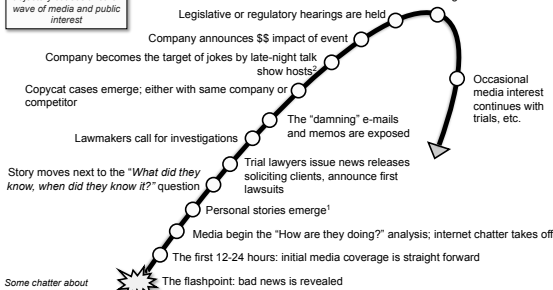 wave of media and public
interest
Legislative or regulatory hearings are held
Company announces $$ impact of event
Company becomes the target of jokes by late-night talk
show hosts2
Copycat cases emerge; either with same company or
competitor
Occasional
media interest
continues with
trials, etc.
The “damning” e-mails
and memos are exposed
Lawmakers call for investigations
Trial lawyers issue news releases
soliciting clients, announce first
lawsuits
Story moves next to the “What did they
know, when did they know it?” question
Personal stories emerge1
Media begin the “How are they doing?” analysis; internet chatter takes off
The first 12-24 hours: initial media coverage is straight forward
Some chatter about
The flashpoint: bad news is revealed